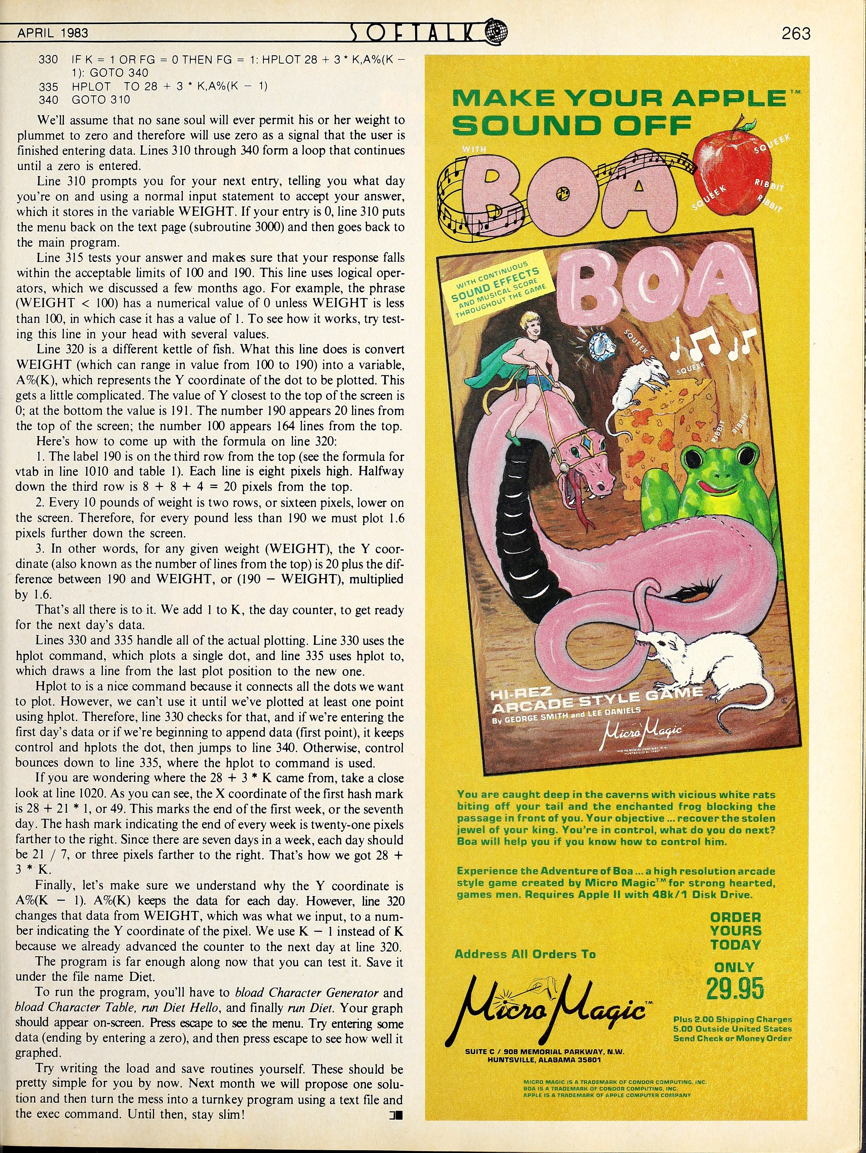 APRIL 1983
SOFTALK
263
330 IF K = 1 OR FG = 0 THEN FG = 1: HPLOT 28 + 3 * K,A%(K −
1): GOTO 340
335 HPLOT TO 28 + 3 * K,A%(K − 1)
340 GOTO 310
We'll assume that no sane soul will ever permit his or her weight to
plummet to zero and therefore will use zero as a signal that the user is
finished entering data. Lines 310 through 340 form a loop that continues
until a zero is entered.
Line 310 prompts you for your next entry, telling you what day
you're on and using a normal input statement to accept your answer,
which it stores in the variable WEIGHT. If your entry is 0, line 310 puts
the menu back on the text page (subroutine 3000) and then goes back to
the main program.
Line 315 tests your answer and makes sure that your response falls
within the acceptable limits of 100 and 190. This line uses logical oper-
ators, which we discussed a few months ago. For example, the phrase
(WEIGHT < 100) has a numerical value of 0 unless WEIGHT is less
than 100, in which case it has a value of 1. To see how it works, try test-
ing this line in your head with several values.
Line 320 is a different kettle of fish. What this line does is convert
WEIGHT (which can range in value from 100 to 190) into a variable,
A%(K), which represents the Y coordinate of the dot to be plotted. This
gets a little complicated. The value of Y closest to the top of the screen is
0; at the bottom the value is 191. The number 190 appears 20 lines from
the top of the screen; the number 100 appears 164 lines from the top.
Here's how to come up with the formula on line 320:
1. The label 190 is on the third row from the top (see the formula for
vtab in line 1010 and table 1). Each line is eight pixels high. Halfway
down the third row is 8 + 8 + 4 = 20 pixels from the top.
2. Every 10 pounds of weight is two rows, or sixteen pixels, lower on
the screen. Therefore, for every pound less than 190 we must plot 1.6
pixels further down the screen.
3. In other words, for any given weight (WEIGHT), the Y coor-
dinate (also known as the number of lines from the top) is 20 plus the dif-
ference between 190 and WEIGHT, or (190 − WEIGHT), multiplied
by 1.6.
That's all there is to it. We add 1 to K, the day counter, to get ready
for the next day's data.
Lines 330 and 335 handle all of the actual plotting. Line 330 uses the
hplot command, which plots a single dot, and line 335 uses hplot to,
which draws a line from the last plot position to the new one.
Hplot to is a nice command because it connects all the dots we want
to plot. However, we can't use it until we've plotted at least one point
using hplot. Therefore, line 330 checks for that, and if we're entering the
first day's data or if we're beginning to append data (first point), it keeps
control and hplots the dot, then jumps to line 340. Otherwise, control
bounces down to line 335, where the hplot to command is used.
If you are wondering where the 28 + 3 * K came from, take a close
look at line 1020. As you can see, the X coordinate of the first hash mark
is 28 + 21 * 1, or 49. This marks the end of the first week, or the seventh
day. The hash mark indicating the end of every week is twenty-one pixels
farther to the right. Since there are seven days in a week, each day should
be 21 / 7, or three pixels farther to the right. That's how we got 28 +
3 * K.
Finally, let's make sure we understand why the Y coordinate is
A%(K − 1). A%(K) keeps the data for each day. However, line 320
changes that data from WEIGHT, which was what we input, to a num-
ber indicating the Y coordinate of the pixel. We use K − 1 instead of K
because we already advanced the counter to the next day at line 320.
The program is far enough along now that you can test it. Save it
under the file name Diet.
To run the program, you'll have to bload Character Generator and
bload Character Table, run Diet Hello, and finally run Diet. Your graph
should appear on-screen. Press escape to see the menu. Try entering some
data (ending by entering a zero), and then press escape to see how well it
graphed.
Try writing the load and save routines yourself. These should be
pretty simple for you by now. Next month we will propose one solu-
tion and then turn the mess into a turnkey program using a text file and
the exec command. Until then, stay slim!
MAKE YOUR APPLE™
SOUND OFF
WITH
BOA
SQUEEK
SQUEEK
RIBBIT
RIBBIT
WITH CONTINUOUS
SOUND EFFECTS
AND MUSICAL SCORE
THROUGHOUT THE GAME
BOA
SQUEEK
SQUEEK
RIBBIT
RIBBIT
HI-REZ
ARCADE STYLE GAME
By GEORGE SMITH and LEE DANIELS
Micro Magic
You are caught deep in the caverns with vicious white rats
biting off your tail and the enchanted frog blocking the
passage in front of you. Your objective ... recover the stolen
jewel of your king. You're in control, what do you do next?
Boa will help you if you know how to control him.
Experience the Adventure of Boa ... a high resolution arcade
style game created by Micro Magic™ for strong hearted,
games men. Requires Apple II with 48k/1 Disk Drive.
ORDER
YOURS
TODAY
ONLY
29.95
Address All Orders To
Micro Magic™
SUITE C / 908 MEMORIAL PARKWAY, N.W.
HUNTSVILLE, ALABAMA 35801
Plus 2.00 Shipping Charges
5.00 Outside United States
Send Check or Money Order
MICRO MAGIC IS A TRADEMARK OF CONDOR COMPUTING, INC.
BOA IS A TRADEMARK OF CONDOR COMPUTING, INC.
APPLE IS A TRADEMARK OF APPLE COMPUTER COMPANY